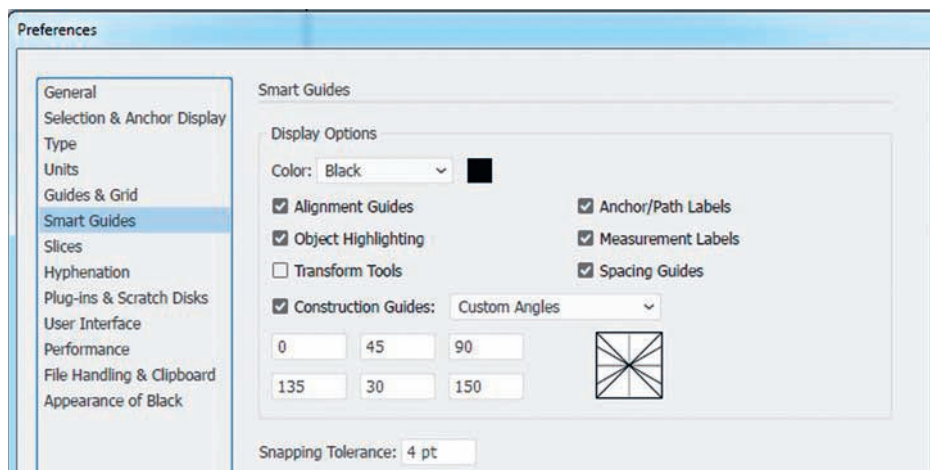 Preferences
General
Selection & Anchor Display
Type
Units
Guides & Grid
Smart Guides
Slices
Hyphenation
Plug-ins & Scratch Disks
User Interface
Performance
File Handling & Clipboard
Appearance of Black
Smart Guides
Display Options
Color: Black
Alignment Guides
Anchor/Path Labels
Object Highlighting
Measurement Labels
Transform Tools
Spacing Guides
Construction Guides: Custom Angles
0 45 90
135 30 150
Snapping Tolerance: 4 pt